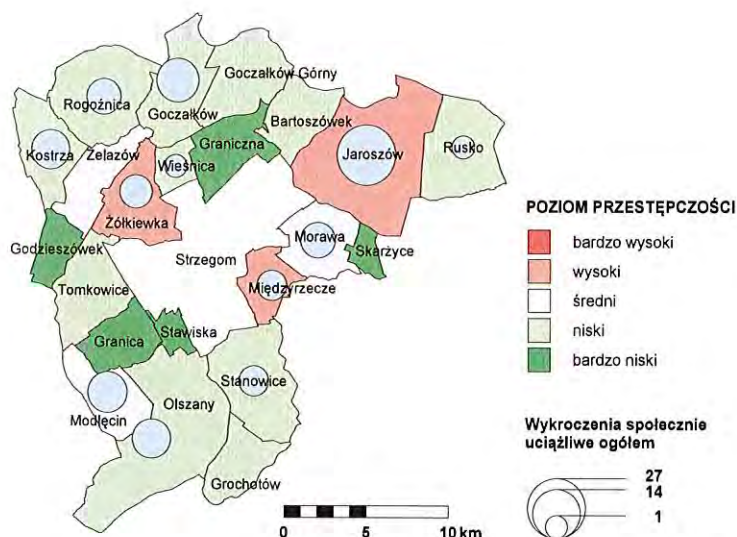 Goczałków Górny
Rogoźnica
Goczałków
Bartoszówek
Kostrza
Żelazów
Wieśnica
Graniczna
Jaroszów
Rusko
Żółkiewka
Godzieszówek
Morawa
Skarżyce
Strzegom
Tomkowice
Międzyrzecze
Granica
Stawiska
Stanowice
Modlęcin
Olszany
Grochotów
0 5 10 km
POZIOM PRZESTĘPCZOŚCI
bardzo wysoki
wysoki
średni
niski
bardzo niski
Wykroczenia społecznie
uciążliwe ogółem
27
14
1